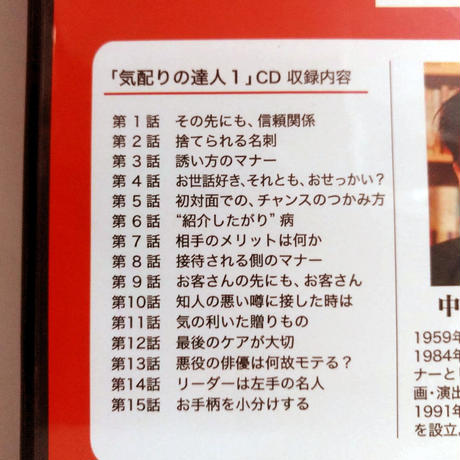 「気配りの達人1」CD 収録内容
第1話 その先にも、信頼関係
第2話 捨てられる名刺
第3話 誘い方のマナー
第4話 お世話好き、それとも、おせっかい？
第5話 初対面での、チャンスのつかみ方
第6話 “紹介したがり”病
第7話 相手のメリットは何か
第8話 接待される側のマナー
第9話 お客さんの先にも、お客さん
第10話 知人の悪い噂に接した時は
第11話 気の利いた贈りもの
第12話 最後のケアが大切
第13話 悪役の俳優は何故モテる？
第14話 リーダーは左手の名人
第15話 お手柄を小分けする
中
1959年
1984年
ナーと
画・演出
1991年
を設立。